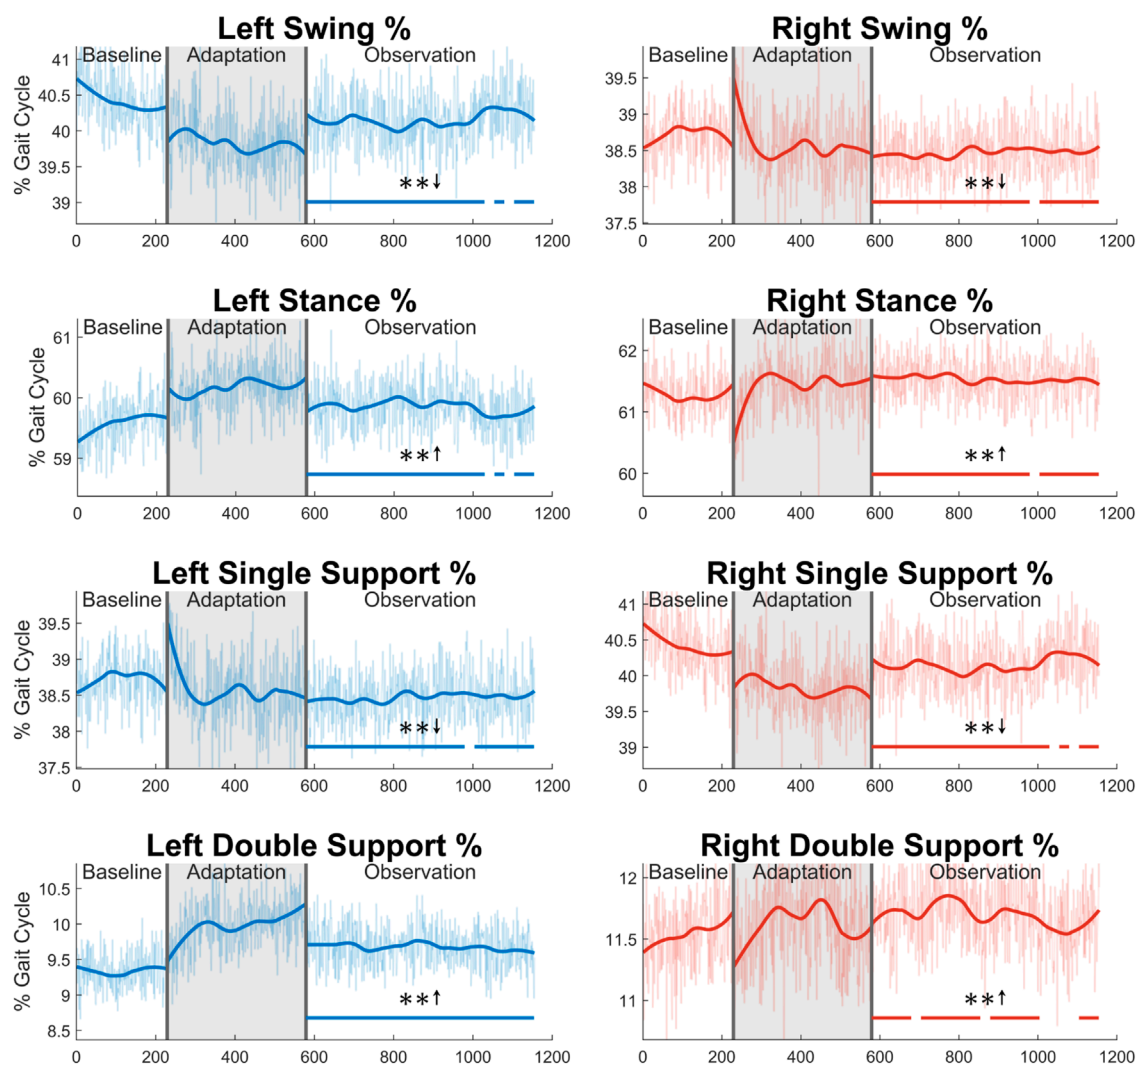 Left Swing %
Baseline Adaptation Observation
% Gait Cycle
41
40.5
40
39.5
39
**↓
0 200 400 600 800 1000 1200
Right Swing %
Baseline Adaptation Observation
39.5
39
38.5
38
37.5
**↓
0 200 400 600 800 1000 1200
Left Stance %
Baseline Adaptation Observation
% Gait Cycle
61
60
59
**↑
0 200 400 600 800 1000 1200
Right Stance %
Baseline Adaptation Observation
62
61
60
**↑
0 200 400 600 800 1000 1200
Left Single Support %
Baseline Adaptation Observation
% Gait Cycle
39.5
39
38.5
38
37.5
**↓
0 200 400 600 800 1000 1200
Right Single Support %
Baseline Adaptation Observation
41
40.5
40
39.5
39
**↓
0 200 400 600 800 1000 1200
Left Double Support %
Baseline Adaptation Observation
% Gait Cycle
10.5
10
9.5
9
8.5
**↑
0 200 400 600 800 1000 1200
Right Double Support %
Baseline Adaptation Observation
12
11.5
11
**↑
0 200 400 600 800 1000 1200